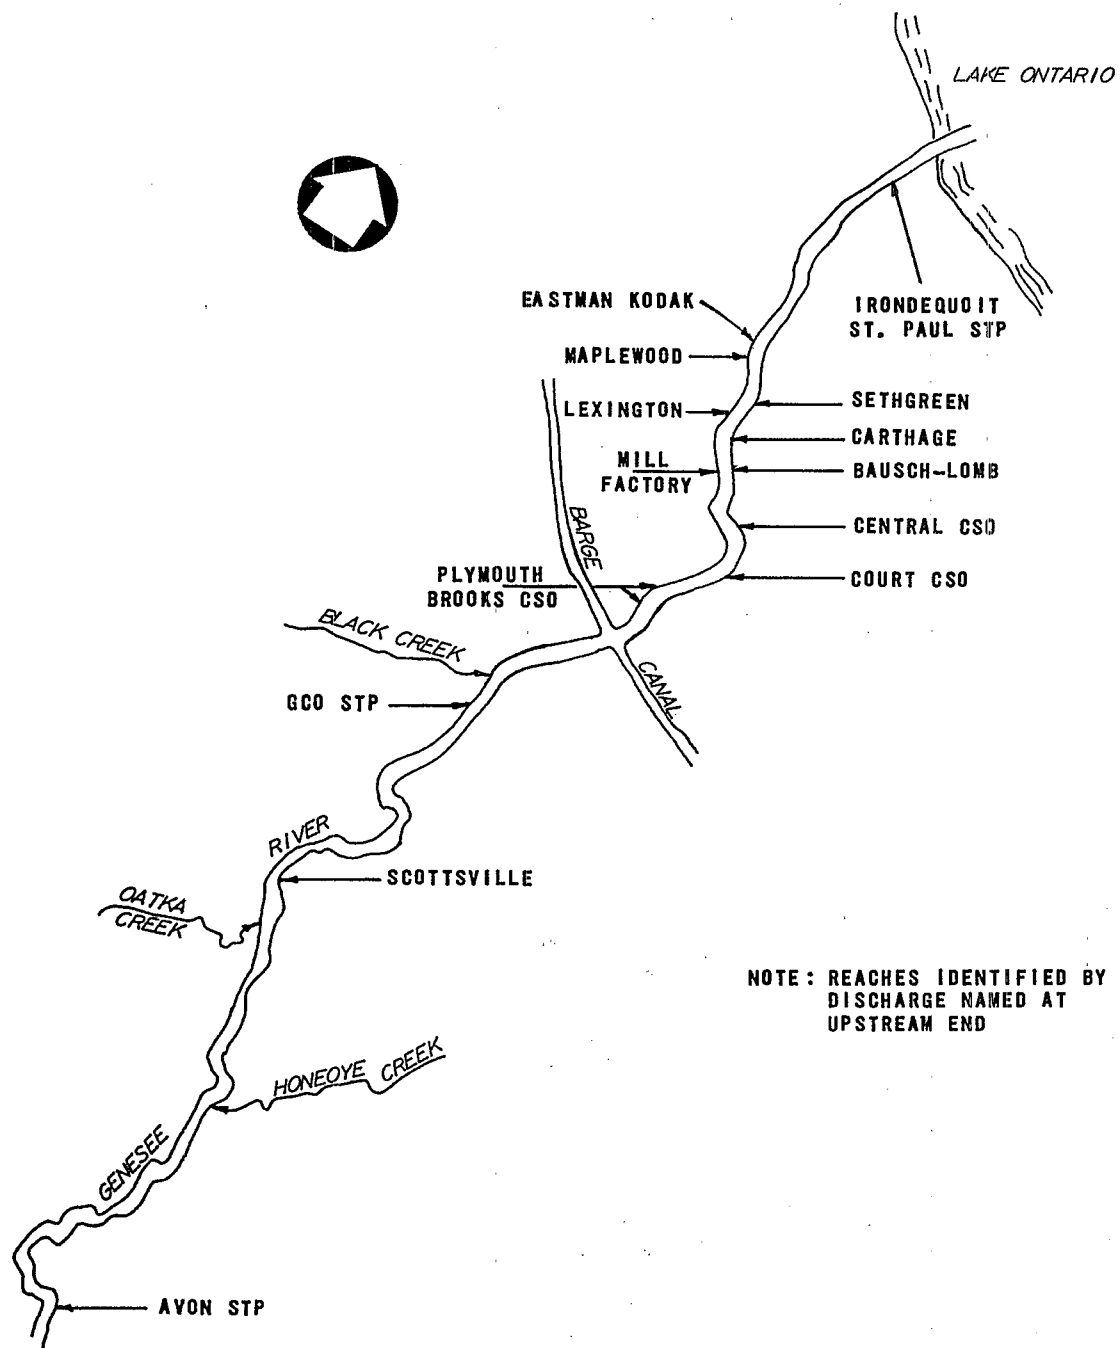 LAKE ONTARIO
EASTMAN KODAK
IRONDEQUOIT
ST. PAUL STP
MAPLEWOOD
LEXINGTON
SETHGREEN
CARTHAGE
MILL
FACTORY
BAUSCH-LOMB
BARGE
CENTRAL CSO
PLYMOUTH
BROOKS CSO
COURT CSO
BLACK CREEK
CANAL
GCO STP
RIVER
SCOTTSVILLE
OATKA
CREEK
NOTE: REACHES IDENTIFIED BY
DISCHARGE NAMED AT
UPSTREAM END
HONEOYE CREEK
GENESEE
AVON STP